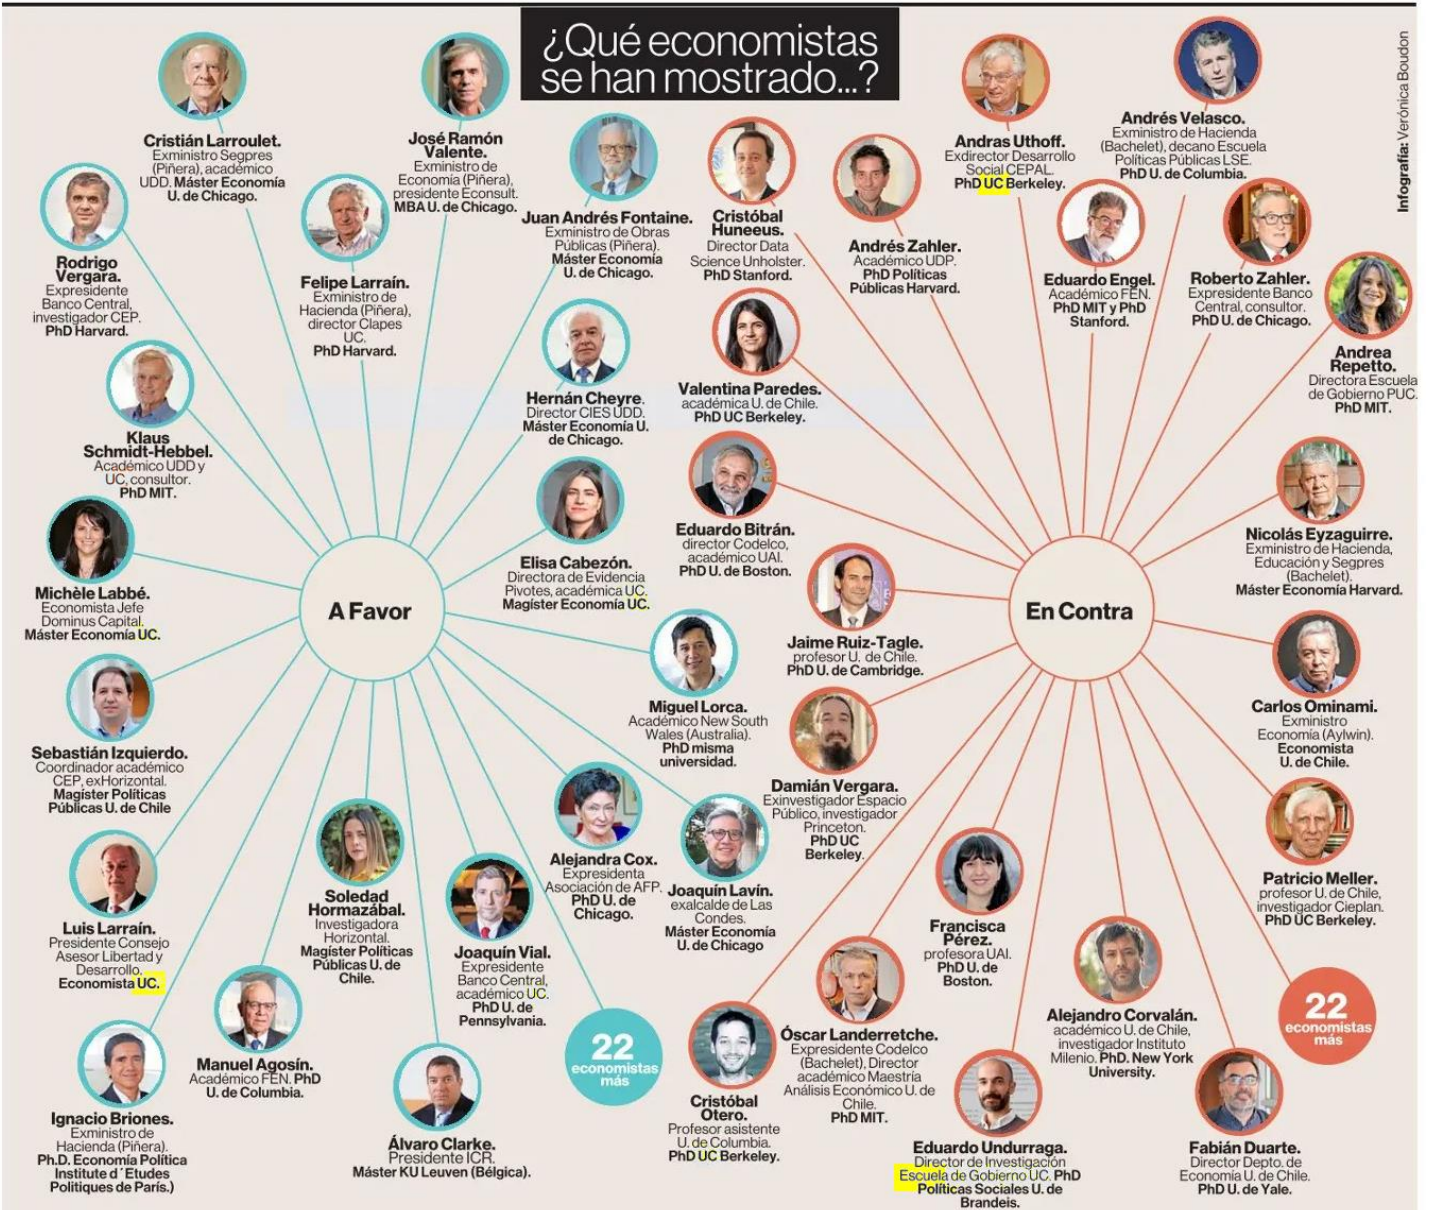 ¿Qué economistas
se han mostrado...?
Infografía: Verónica Boudon
Cristián Larroulet.
Exministro Segpres
(Piñera), académico
UDD. Máster Economía
U. de Chicago.
José Ramón
Valente.
Exministro de
Economía (Piñera),
presidente Econsult.
MBA U. de Chicago.
Juan Andrés Fontaine.
Exministro de Obras
Públicas (Piñera).
Máster Economía
U. de Chicago.
Rodrigo
Vergara.
Expresidente
Banco Central,
investigador CEP.
PhD Harvard.
Felipe Larraín.
Exministro de
Hacienda (Piñera),
director Clapes
UC.
PhD Harvard.
Hernán Cheyre.
Director CIES UDD.
Máster Economía U.
de Chicago.
Klaus
Schmidt-Hebbel.
Académico UDD y
UC, consultor.
PhD MIT.
Elisa Cabezón.
Directora de Evidencia
Pivotes, académica UC.
Magíster Economía UC.
Michèle Labbé.
Economista Jefe
Dominus Capital.
Máster Economía UC.
A Favor
Miguel Lorca.
Académico New South
Wales (Australia).
PhD misma
universidad.
Sebastián Izquierdo.
Coordinador académico
CEP, exHorizontal.
Magíster Políticas
Públicas U. de Chile
Alejandra Cox.
Expresidenta
Asociación de AFP.
PhD U. de
Chicago.
Joaquín Lavín.
exalcalde de Las
Condes.
Máster Economía
U. de Chicago
Luis Larraín.
Presidente Consejo
Asesor Libertad y
Desarrollo.
Economista UC.
Soledad
Hormazábal.
Investigadora
Horizontal.
Magíster Políticas
Públicas U. de
Chile.
Joaquín Vial.
Expresidente
Banco Central,
académico UC.
PhD U. de
Pennsylvania.
Manuel Agosín.
Académico FEN. PhD
U. de Columbia.
Ignacio Briones.
Exministro de
Hacienda (Piñera).
Ph.D. Economía Política
Institute d´Etudes
Politiques de París.)
Álvaro Clarke.
Presidente ICR.
Máster KU Leuven (Bélgica).
22
economistas
más
Cristóbal
Huneeus.
Director Data
Science Unholster.
PhD Stanford.
Andrés Zahler.
Académico UDP.
PhD Políticas
Públicas Harvard.
Andras Uthoff.
Exdirector Desarrollo
Social CEPAL.
PhD UC Berkeley.
Andrés Velasco.
Exministro de Hacienda
(Bachelet), decano Escuela
Políticas Públicas LSE.
PhD U. de Columbia.
Eduardo Engel.
Académico FEN.
PhD MIT y PhD
Stanford.
Roberto Zahler.
Expresidente Banco
Central, consultor.
PhD U. de Chicago.
Andrea
Repetto.
Directora Escuela
de Gobierno PUC.
PhD MIT.
Valentina Paredes.
académica U. de Chile.
PhD UC Berkeley.
Eduardo Bitrán.
director Codelco,
académico UAI.
PhD U. de Boston.
Nicolás Eyzaguirre.
Exministro de Hacienda,
Educación y Segpres
(Bachelet).
Máster Economía Harvard.
Jaime Ruiz-Tagle.
profesor U. de Chile.
PhD U. de Cambridge.
En Contra
Carlos Ominami.
Exministro
Economía (Aylwin).
Economista
U. de Chile.
Damián Vergara.
Exinvestigador Espacio
Público, investigador
Princeton.
PhD UC
Berkeley.
Patricio Meller.
profesor U. de Chile,
investigador Cieplan.
PhD UC Berkeley.
Francisca
Pérez.
profesora UAI.
PhD U. de
Boston.
Alejandro Corvalán.
académico U. de Chile,
investigador Instituto
Milenio. PhD. New York
University.
Óscar Landerretche.
Expresidente Codelco
(Bachelet), Director
académico Maestría
Análisis Económico U. de
Chile.
PhD MIT.
Cristóbal
Otero.
Profesor asistente
U. de Columbia.
PhD UC Berkeley.
Eduardo Undurraga.
Director de Investigación
Escuela de Gobierno UC. PhD
Políticas Sociales U. de
Brandeis.
Fabián Duarte.
Director Depto. de
Economía U. de Chile.
PhD U. de Yale.
22
economistas
más